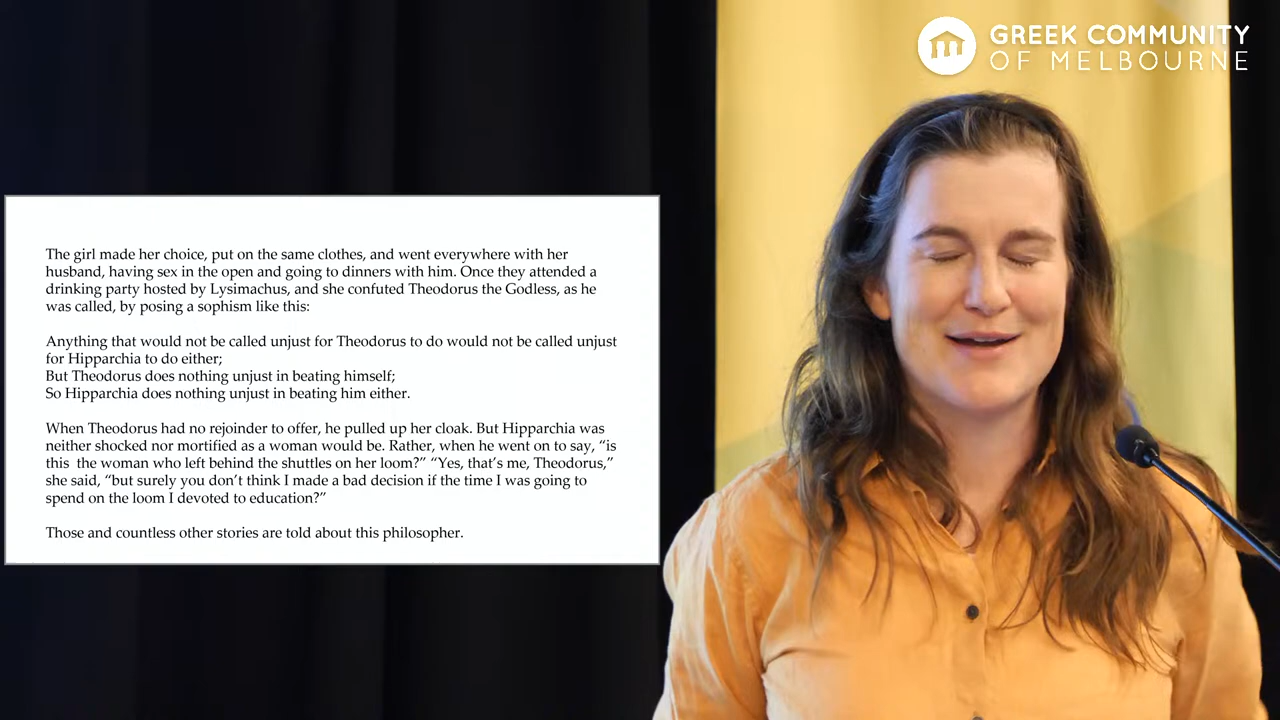 GREEK COMMUNITY
OF MELBOURNE
The girl made her choice, put on the same clothes, and went everywhere with her
husband, having sex in the open and going to dinners with him. Once they attended a
drinking party hosted by Lysimachus, and she confuted Theodorus the Godless, as he
was called, by posing a sophism like this:
Anything that would not be called unjust for Theodorus to do would not be called unjust
for Hipparchia to do either;
But Theodorus does nothing unjust in beating himself;
So Hipparchia does nothing unjust in beating him either.
When Theodorus had no rejoinder to offer, he pulled up her cloak. But Hipparchia was
neither shocked nor mortified as a woman would be. Rather, when he went on to say, “is
this the woman who left behind the shuttles on her loom?” “Yes, that’s me, Theodorus,”
she said, “but surely you don’t think I made a bad decision if the time I was going to
spend on the loom I devoted to education?”
Those and countless other stories are told about this philosopher.